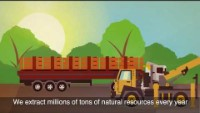 We extract millions of tons of natural resources every year